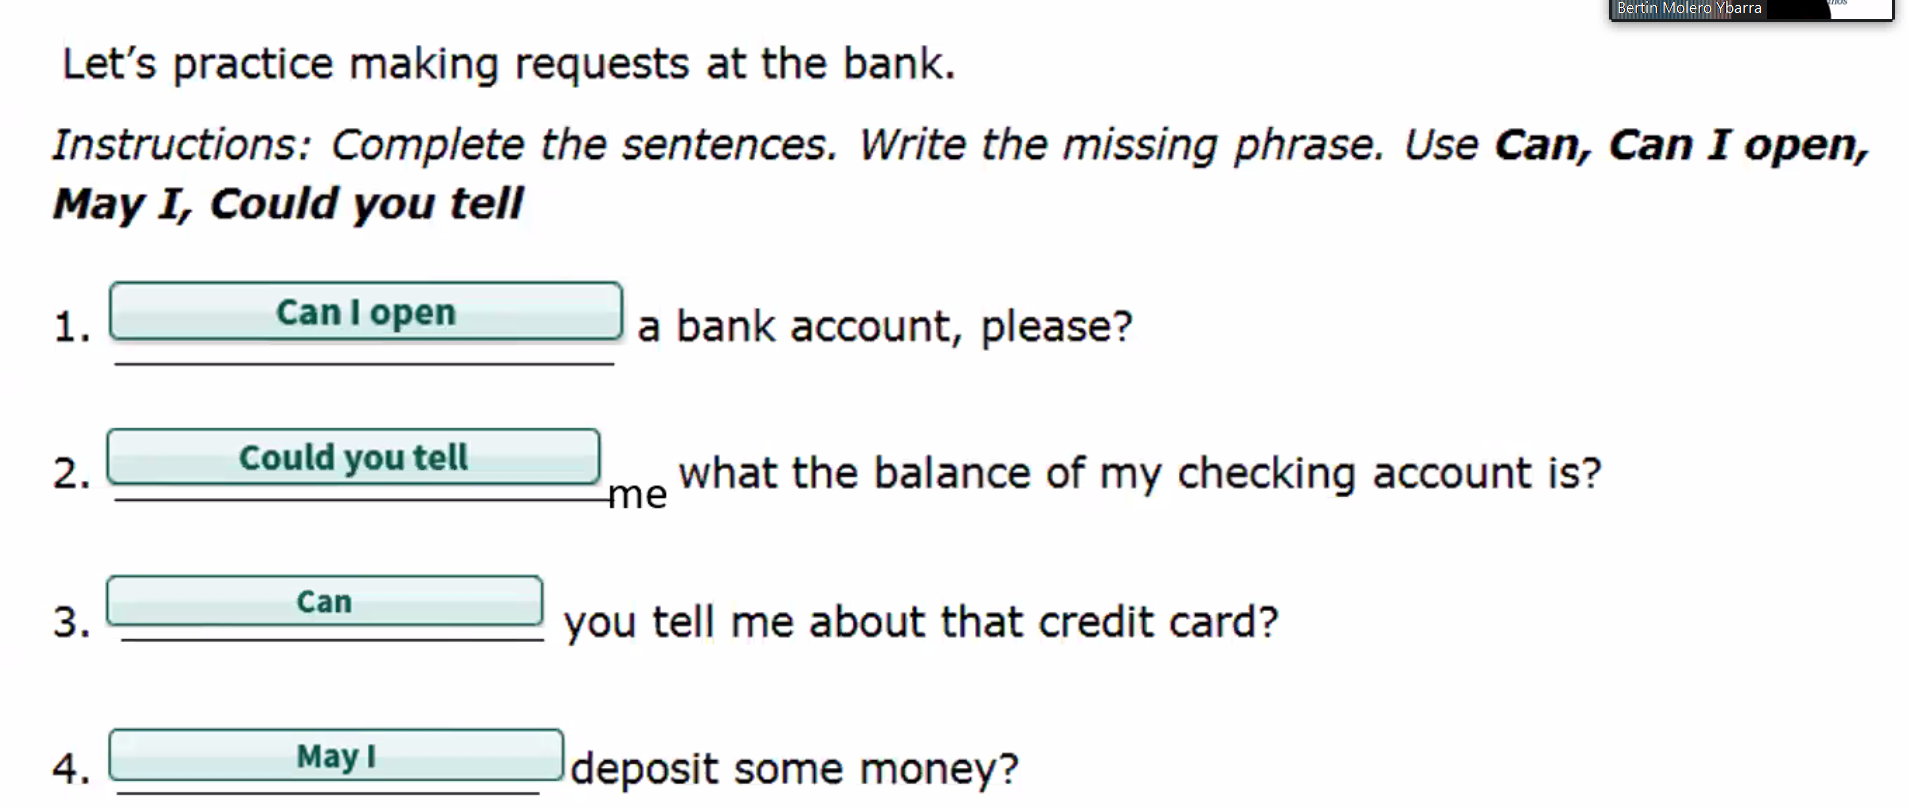 Bertin Molero Ybarra
Let's practice making requests at the bank.
Instructions: Complete the sentences. Write the missing phrase. Use Can, Can I open,
May I, Could you tell
1. Can I open a bank account, please?
2. Could you tell me what the balance of my checking account is?
3. Can you tell me about that credit card?
4. May I deposit some money?